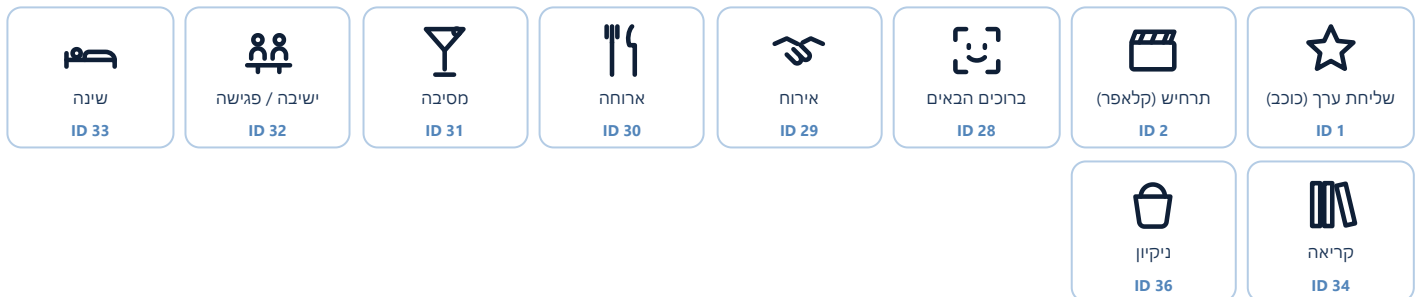 שליחת ערך (כוכב)
ID 1
תרחיש (קלאפר)
ID 2
ברוכים הבאים
ID 28
אירוח
ID 29
ארוחה
ID 30
מסיבה
ID 31
ישיבה / פגישה
ID 32
שינה
ID 33
קריאה
ID 34
ניקיון
ID 36